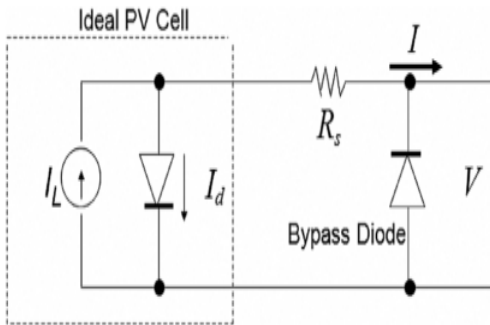 Ideal PV Cell
I
R_s
I_L
I_d
V
Bypass Diode